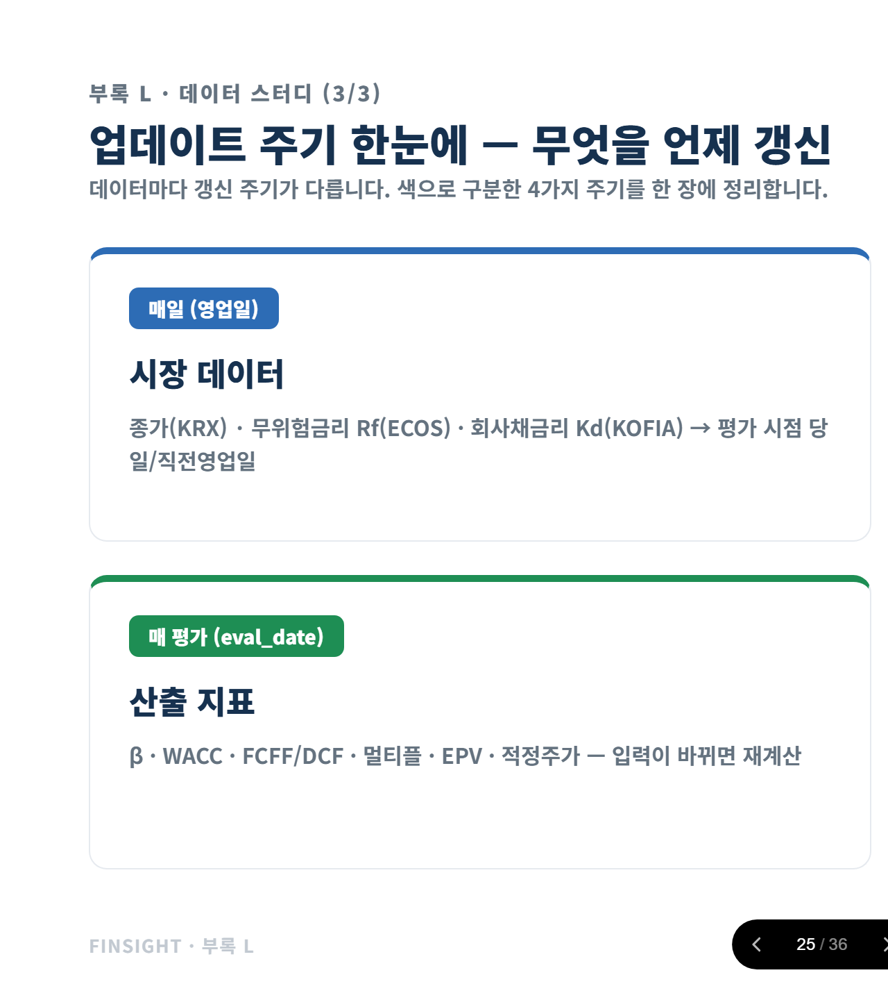 부록 L · 데이터 스터디 (3/3)
업데이트 주기 한눈에 — 무엇을 언제 갱신
데이터마다 갱신 주기가 다릅니다. 색으로 구분한 4가지 주기를 한 장에 정리합니다.
매일 (영업일)
시장 데이터
종가(KRX) · 무위험금리 Rf(ECOS) · 회사채금리 Kd(KOFIA) → 평가 시점 당
일/직전영업일
매 평가 (eval_date)
산출 지표
β · WACC · FCFF/DCF · 멀티플 · EPV · 적정주가 — 입력이 바뀌면 재계산
FINSIGHT · 부록 L
25 / 36